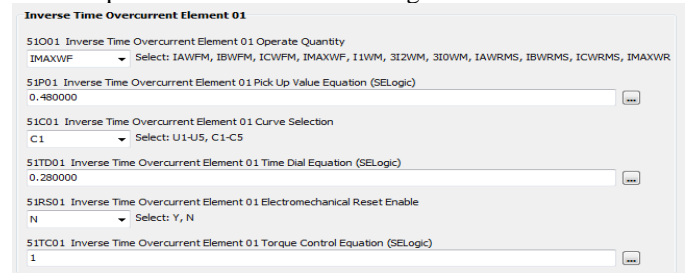 Inverse Time Overcurrent Element 01
51O01 Inverse Time Overcurrent Element 01 Operate Quantity
IMAXWF Select: IAWFM, IBWFM, ICWFM, IMAXWF, I1WM, 3I2WM, 3I0WM, IAWRMS, IBWRMS, ICWRMS, IMAXWR
51P01 Inverse Time Overcurrent Element 01 Pick Up Value Equation (SELogic)
0.480000 ...
51C01 Inverse Time Overcurrent Element 01 Curve Selection
C1 Select: U1-U5, C1-C5
51TD01 Inverse Time Overcurrent Element 01 Time Dial Equation (SELogic)
0.280000 ...
51RS01 Inverse Time Overcurrent Element 01 Electromechanical Reset Enable
N Select: Y, N
51TC01 Inverse Time Overcurrent Element 01 Torque Control Equation (SELogic)
1 ...